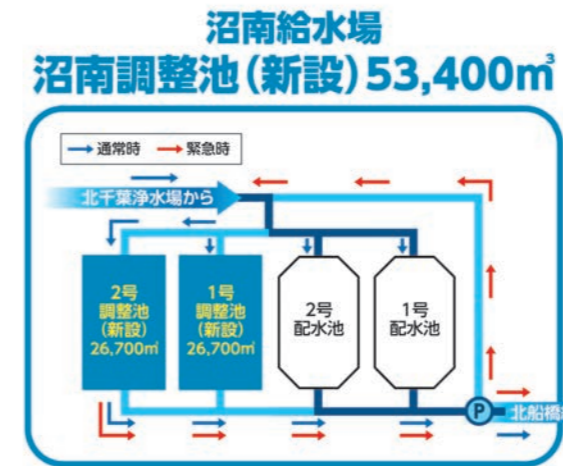 沼南給水場
沼南調整池(新設)53,400㎥
通常時 緊急時
北千葉浄水場から
2号
調整池
(新設)
26,700㎥
1号
調整池
(新設)
26,700㎥
2号
配水池
1号
配水池
P
北船橋